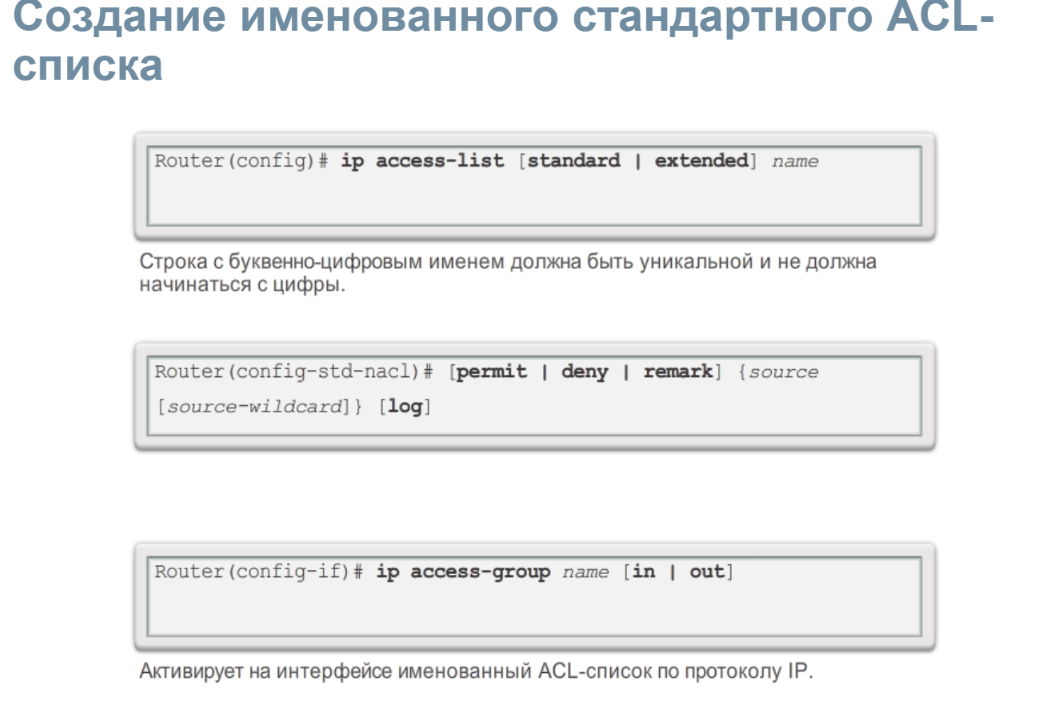 Создание именованного стандартного ACL-
списка
Router(config)# ip access-list [standard | extended] name
Строка с буквенно-цифровым именем должна быть уникальной и не должна
начинаться с цифры.
Router(config-std-nacl)# [permit | deny | remark] {source
[source-wildcard]} [log]
Router(config-if)# ip access-group name [in | out]
Активирует на интерфейсе именованный ACL-список по протоколу IP.